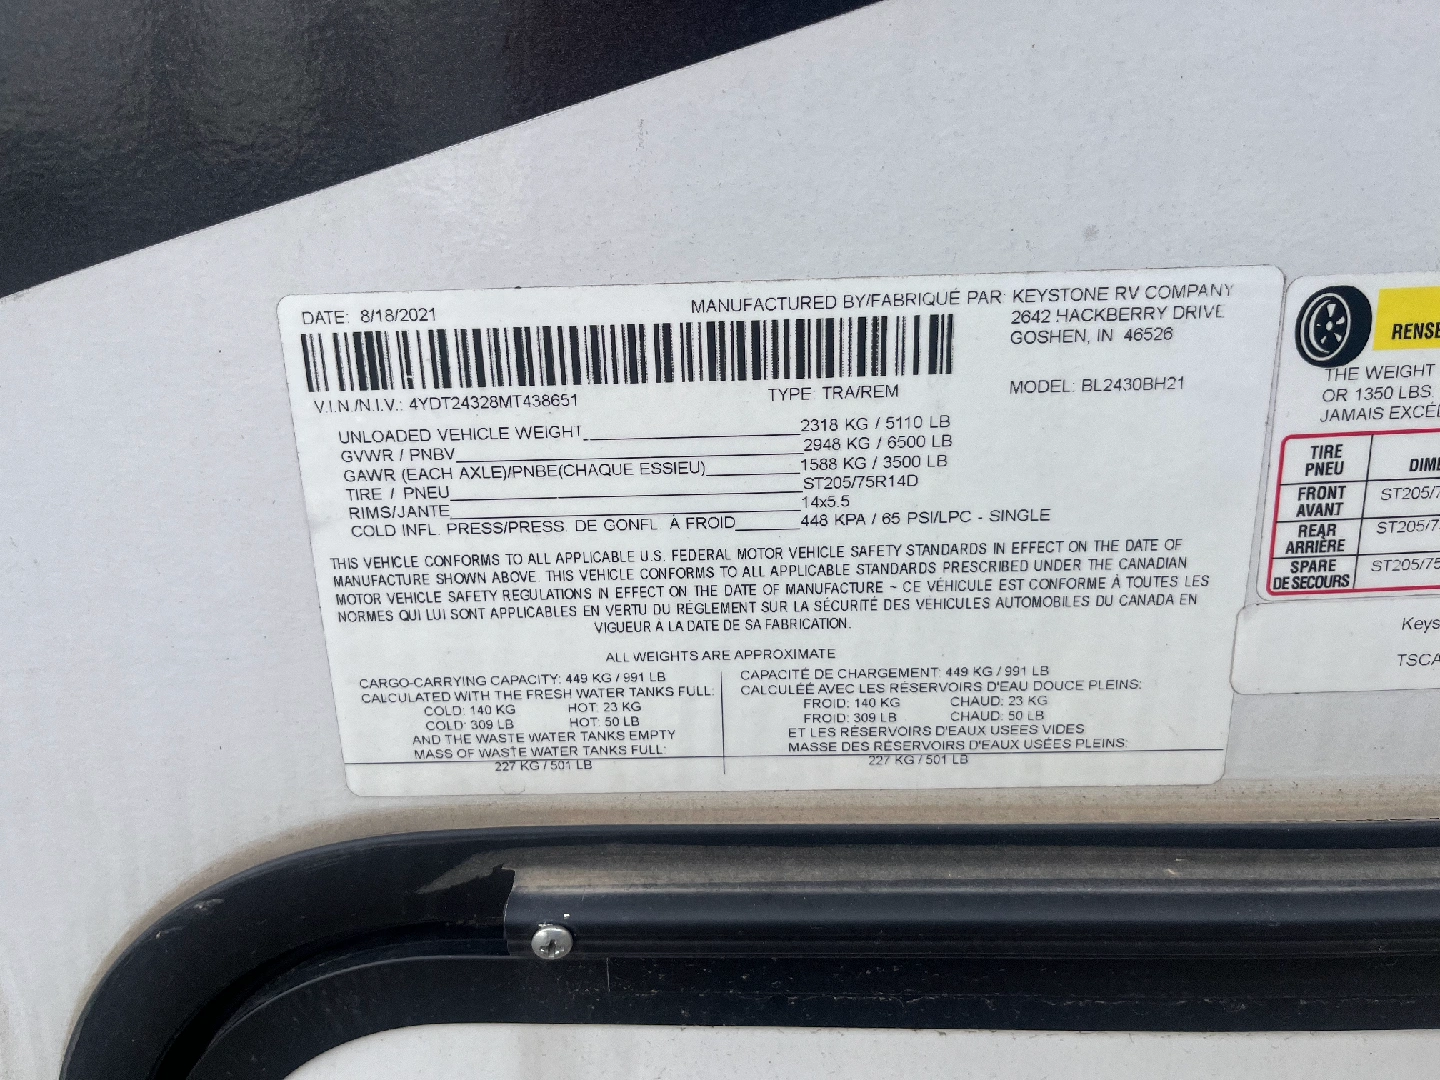 DATE: 8/18/2021
MANUFACTURED BY/FABRIQUÉ PAR: KEYSTONE RV COMPANY
2642 HACKBERRY DRIVE
GOSHEN, IN 46526
V.I.N./N.I.V.: 4YDT24328MT438651
TYPE: TRA/REM
MODEL: BL2430BH21
UNLOADED VEHICLE WEIGHT 2318 KG / 5110 LB
GVWR / PNBV 2948 KG / 6500 LB
GAWR (EACH AXLE)/PNBE(CHAQUE ESSIEU) 1588 KG / 3500 LB
TIRE / PNEU ST205/75R14D
RIMS/JANTE 14x5.5
COLD INFL. PRESS/PRESS. DE GONFL. À FROID 448 KPA / 65 PSI/LPC - SINGLE
THIS VEHICLE CONFORMS TO ALL APPLICABLE U.S. FEDERAL MOTOR VEHICLE SAFETY STANDARDS IN EFFECT ON THE DATE OF
MANUFACTURE SHOWN ABOVE. THIS VEHICLE CONFORMS TO ALL APPLICABLE STANDARDS PRESCRIBED UNDER THE CANADIAN
MOTOR VEHICLE SAFETY REGULATIONS IN EFFECT ON THE DATE OF MANUFACTURE ~ CE VÉHICULE EST CONFORME À TOUTES LES
NORMES QUI LUI SONT APPLICABLES EN VERTU DU RÈGLEMENT SUR LA SÉCURITÉ DES VÉHICULES AUTOMOBILES DU CANADA EN
VIGUEUR À LA DATE DE SA FABRICATION.
ALL WEIGHTS ARE APPROXIMATE
CARGO-CARRYING CAPACITY: 449 KG / 991 LB
CALCULATED WITH THE FRESH WATER TANKS FULL:
COLD: 140 KG HOT: 23 KG
COLD: 309 LB HOT: 50 LB
AND THE WASTE WATER TANKS EMPTY
MASS OF WASTE WATER TANKS FULL:
227 KG / 501 LB
CAPACITÉ DE CHARGEMENT: 449 KG / 991 LB
CALCULÉE AVEC LES RÉSERVOIRS D'EAU DOUCE PLEINS:
FROID: 140 KG CHAUD: 23 KG
FROID: 309 LB CHAUD: 50 LB
ET LES RÉSERVOIRS D'EAUX USÉES VIDES
MASSE DES RÉSERVOIRS D'EAUX USÉES PLEINS:
227 KG / 501 LB
RENSE
THE WEIGHT
OR 1350 LBS.
JAMAIS EXCÉ
TIRE
PNEU
DIME
FRONT
AVANT
ST205/7
REAR
ARRIÈRE
ST205/7
SPARE
DE SECOURS
ST205/75
Keys
TSCA